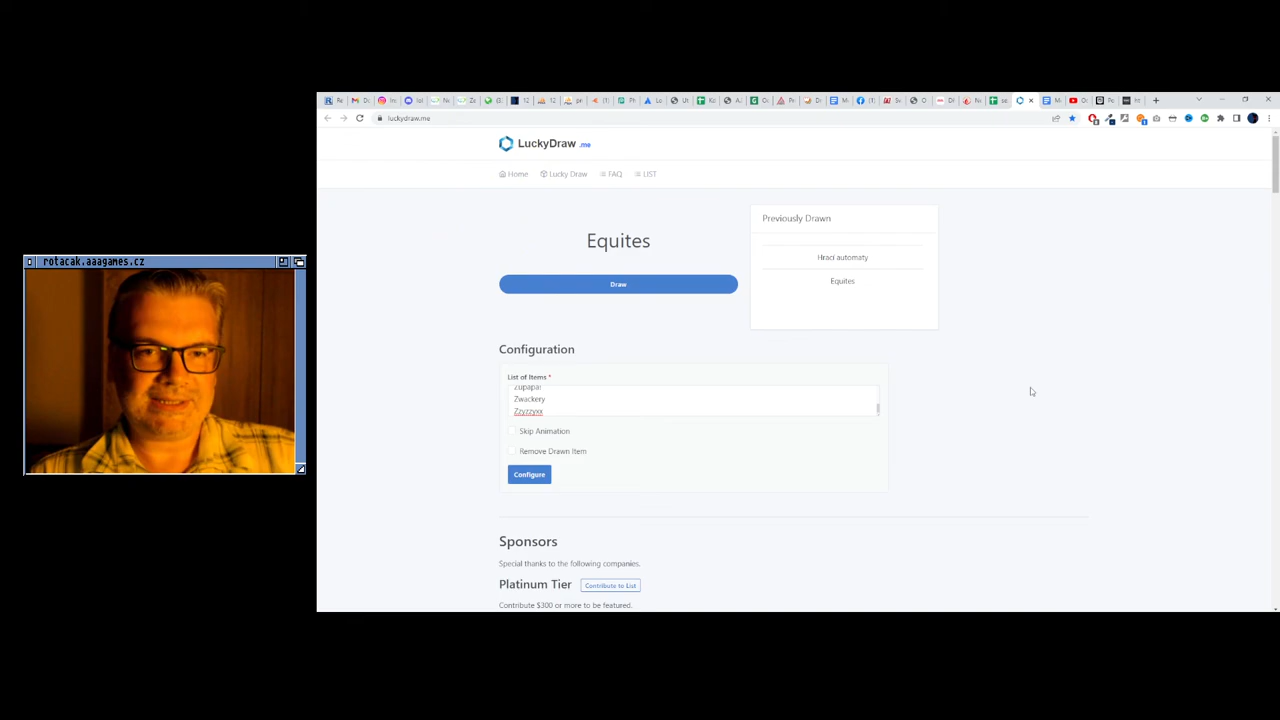 luckydraw.me
LuckyDraw .me
Home
Lucky Draw
FAQ
LIST
Equites
Previously Drawn
Draw
Hrací automaty
Equites
rotacak.aaagames.cz
Configuration
List of Items *
Zupapa!
Zwackery
Zzyzzyxx
Skip Animation
Remove Drawn Item
Configure
Sponsors
Special thanks to the following companies.
Platinum Tier
Contribute to List
Contribute $300 or more to be featured.